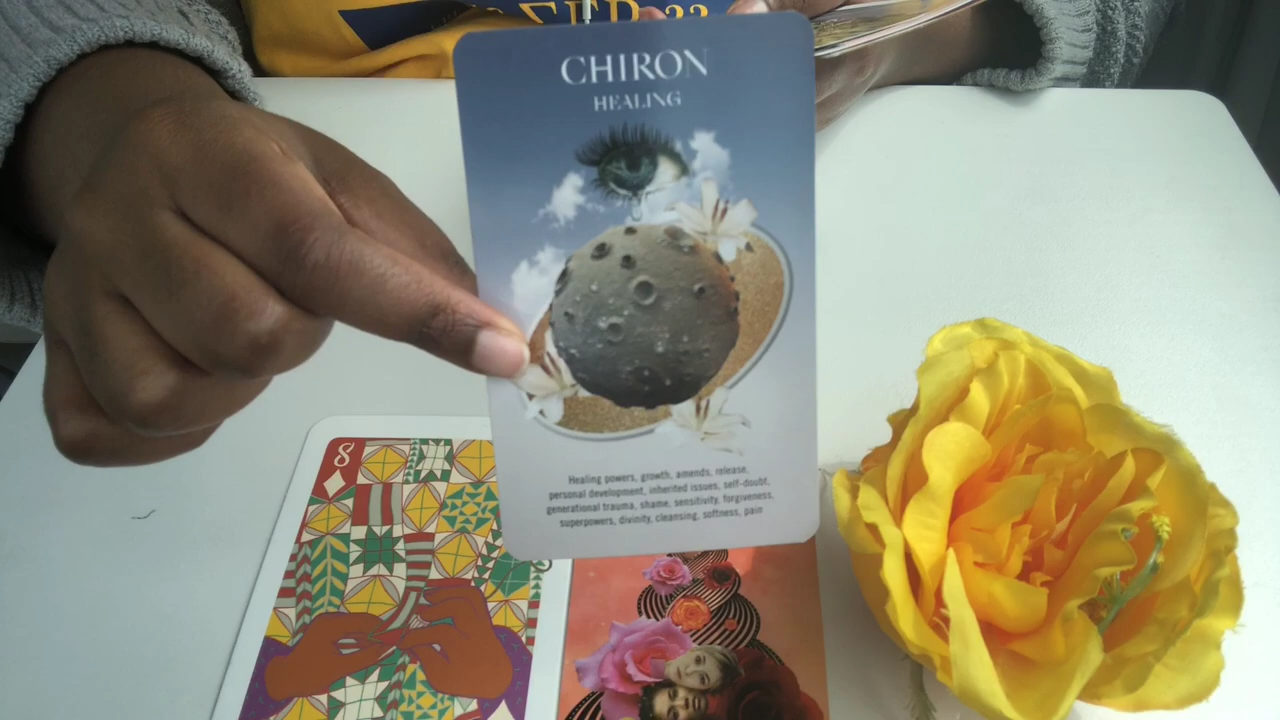 CHIRON
HEALING
Healing powers, growth, amends, release,
personal development, inherited issues, self-doubt,
generational trauma, shame, sensitivity, forgiveness,
superpowers, divinity, cleansing, softness, pain
8